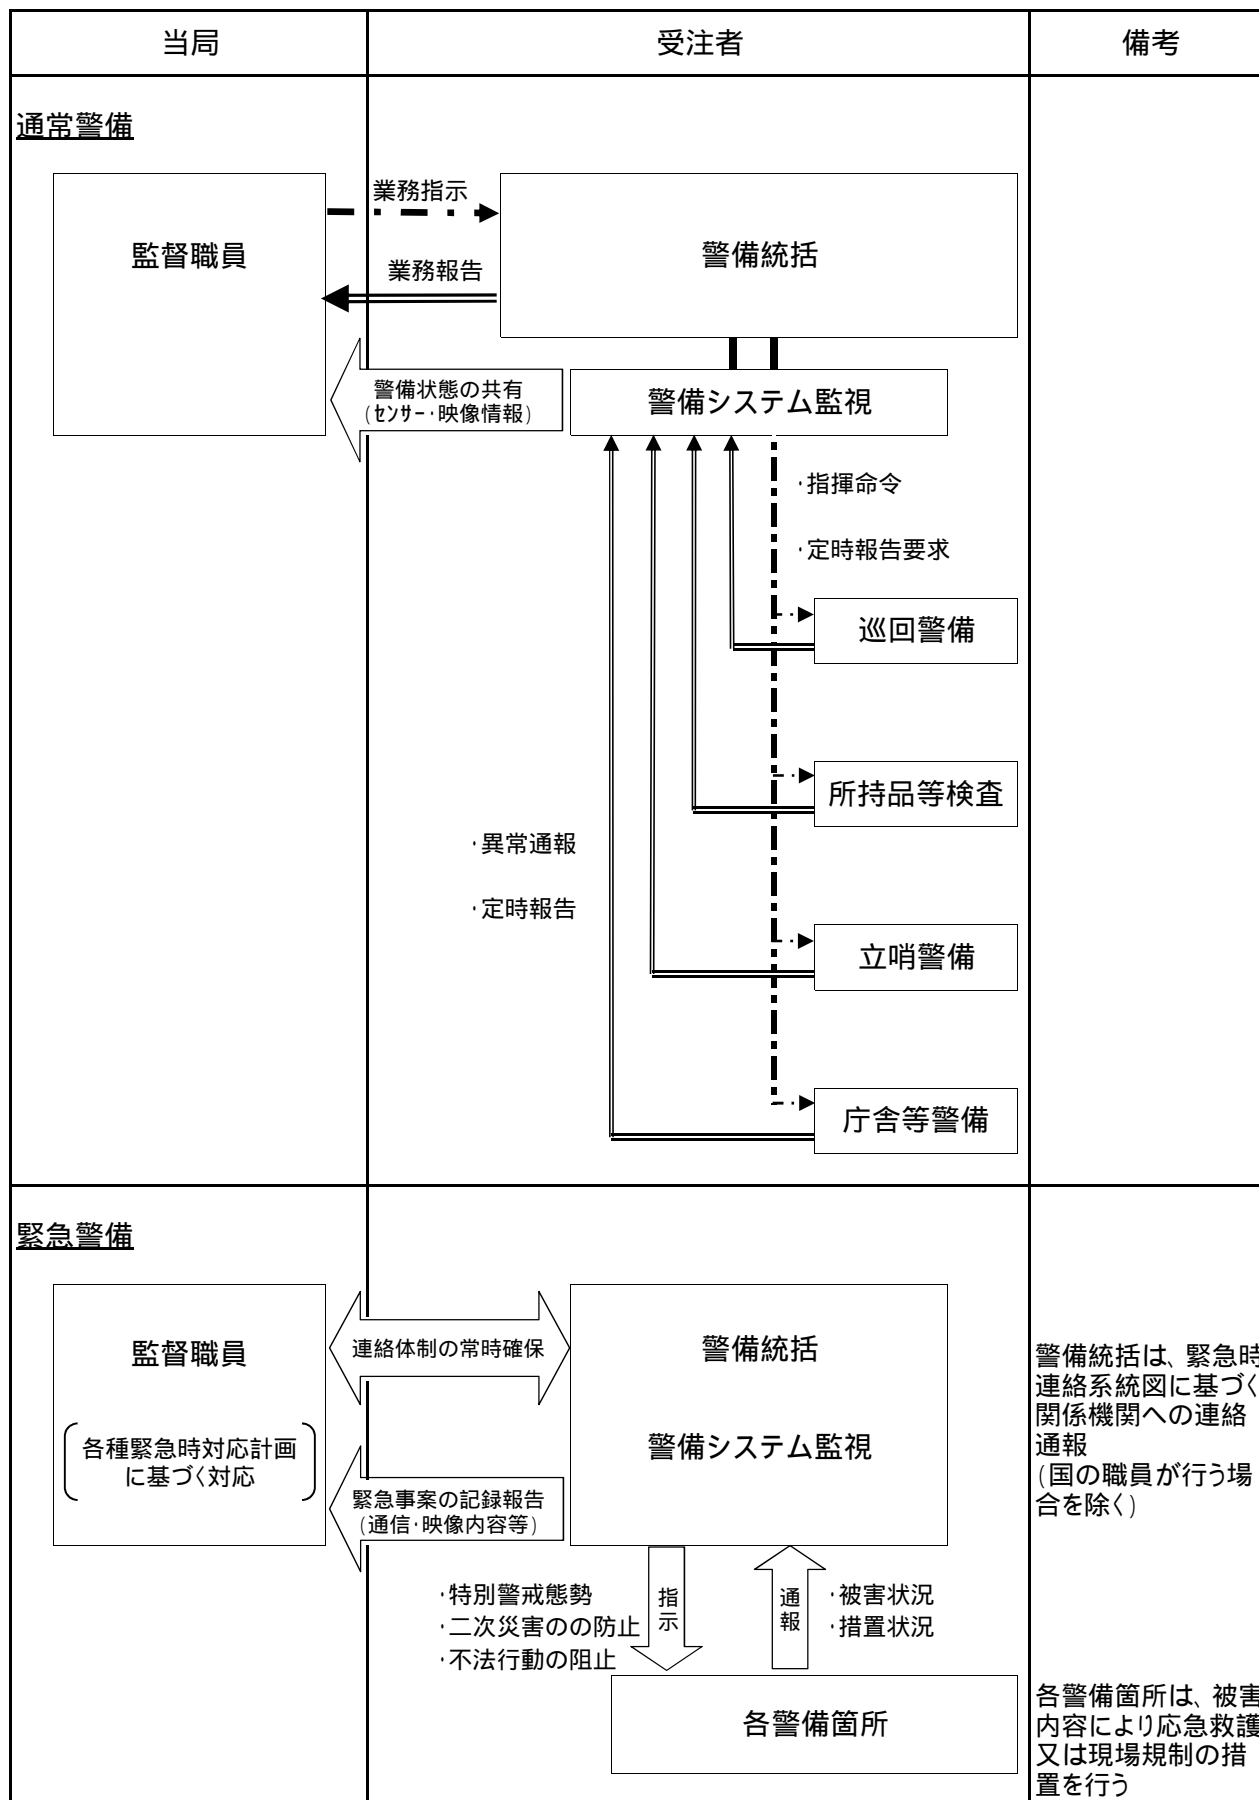 当局
受注者
備考
通常警備
監督職員
業務指示
業務報告
警備統括
警備状態の共有
(センサー・映像情報)
警備システム監視
・指揮命令
・定時報告要求
巡回警備
所持品等検査
・異常通報
・定時報告
立哨警備
庁舎等警備
緊急警備
監督職員
各種緊急時対応計画
に基づく対応
連絡体制の常時確保
緊急事案の記録報告
(通信・映像内容等)
警備統括
警備システム監視
警備統括は、緊急時
連絡系統図に基づく
関係機関への連絡
通報
(国の職員が行う場
合を除く)
・特別警戒態勢
・二次災害のの防止
・不法行動の阻止
指示
通報
・被害状況
・措置状況
各警備箇所
各警備箇所は、被害
内容により応急救護
又は現場規制の措
置を行う